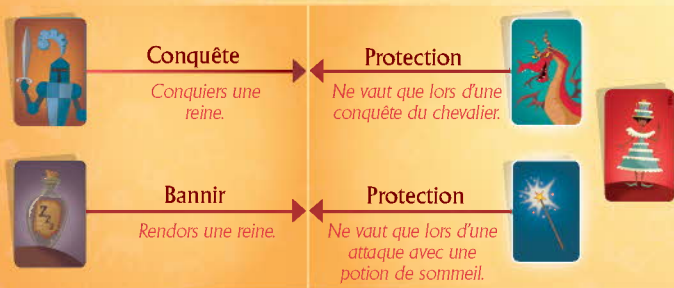 Conquête
Conquiers une
reine.
Protection
Ne vaut que lors d'une
conquête du chevalier.
Bannir
Rendors une reine.
Protection
Ne vaut que lors d'une
attaque avec une
potion de sommeil.
ZZZ